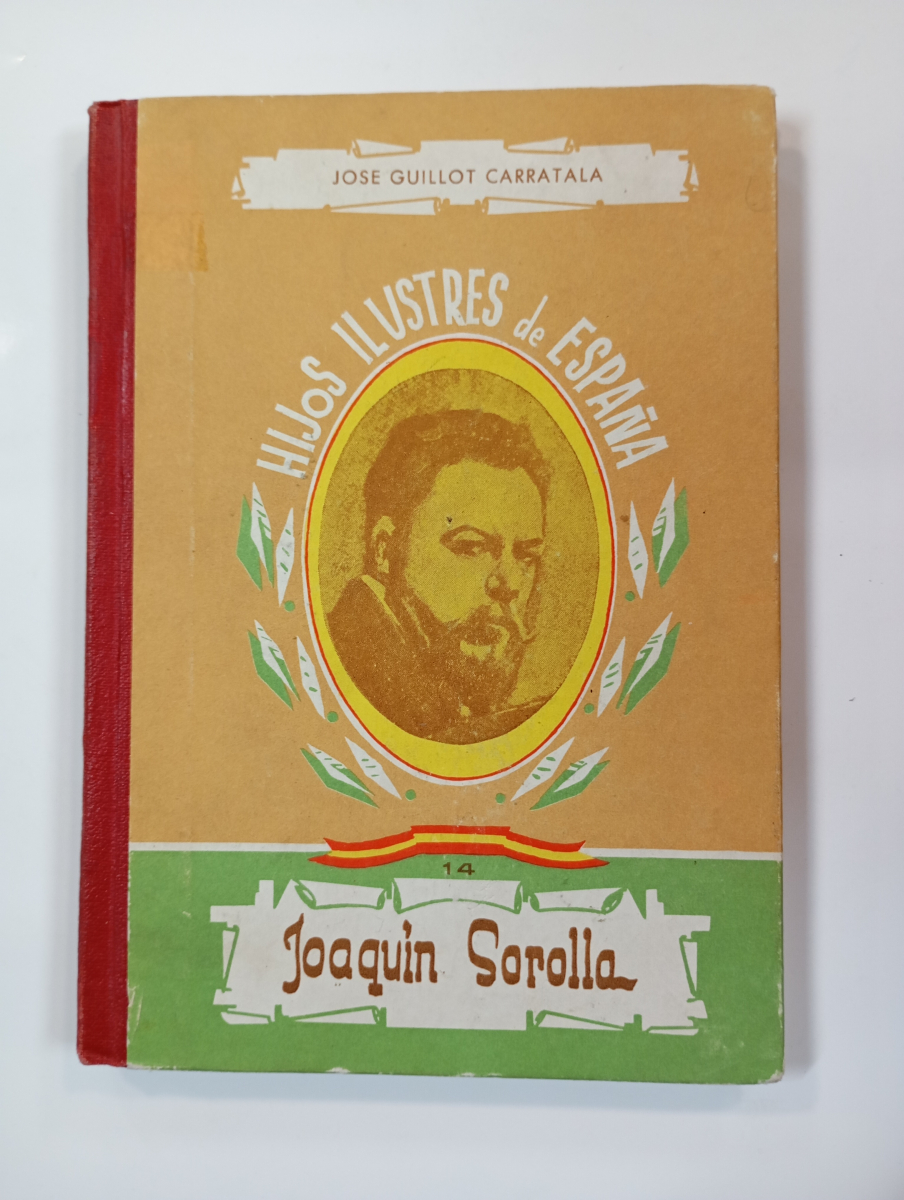 JOSE GUILLOT CARRATALA
HIJOS ILUSTRES de ESPAÑA
14
Joaquin Sorolla